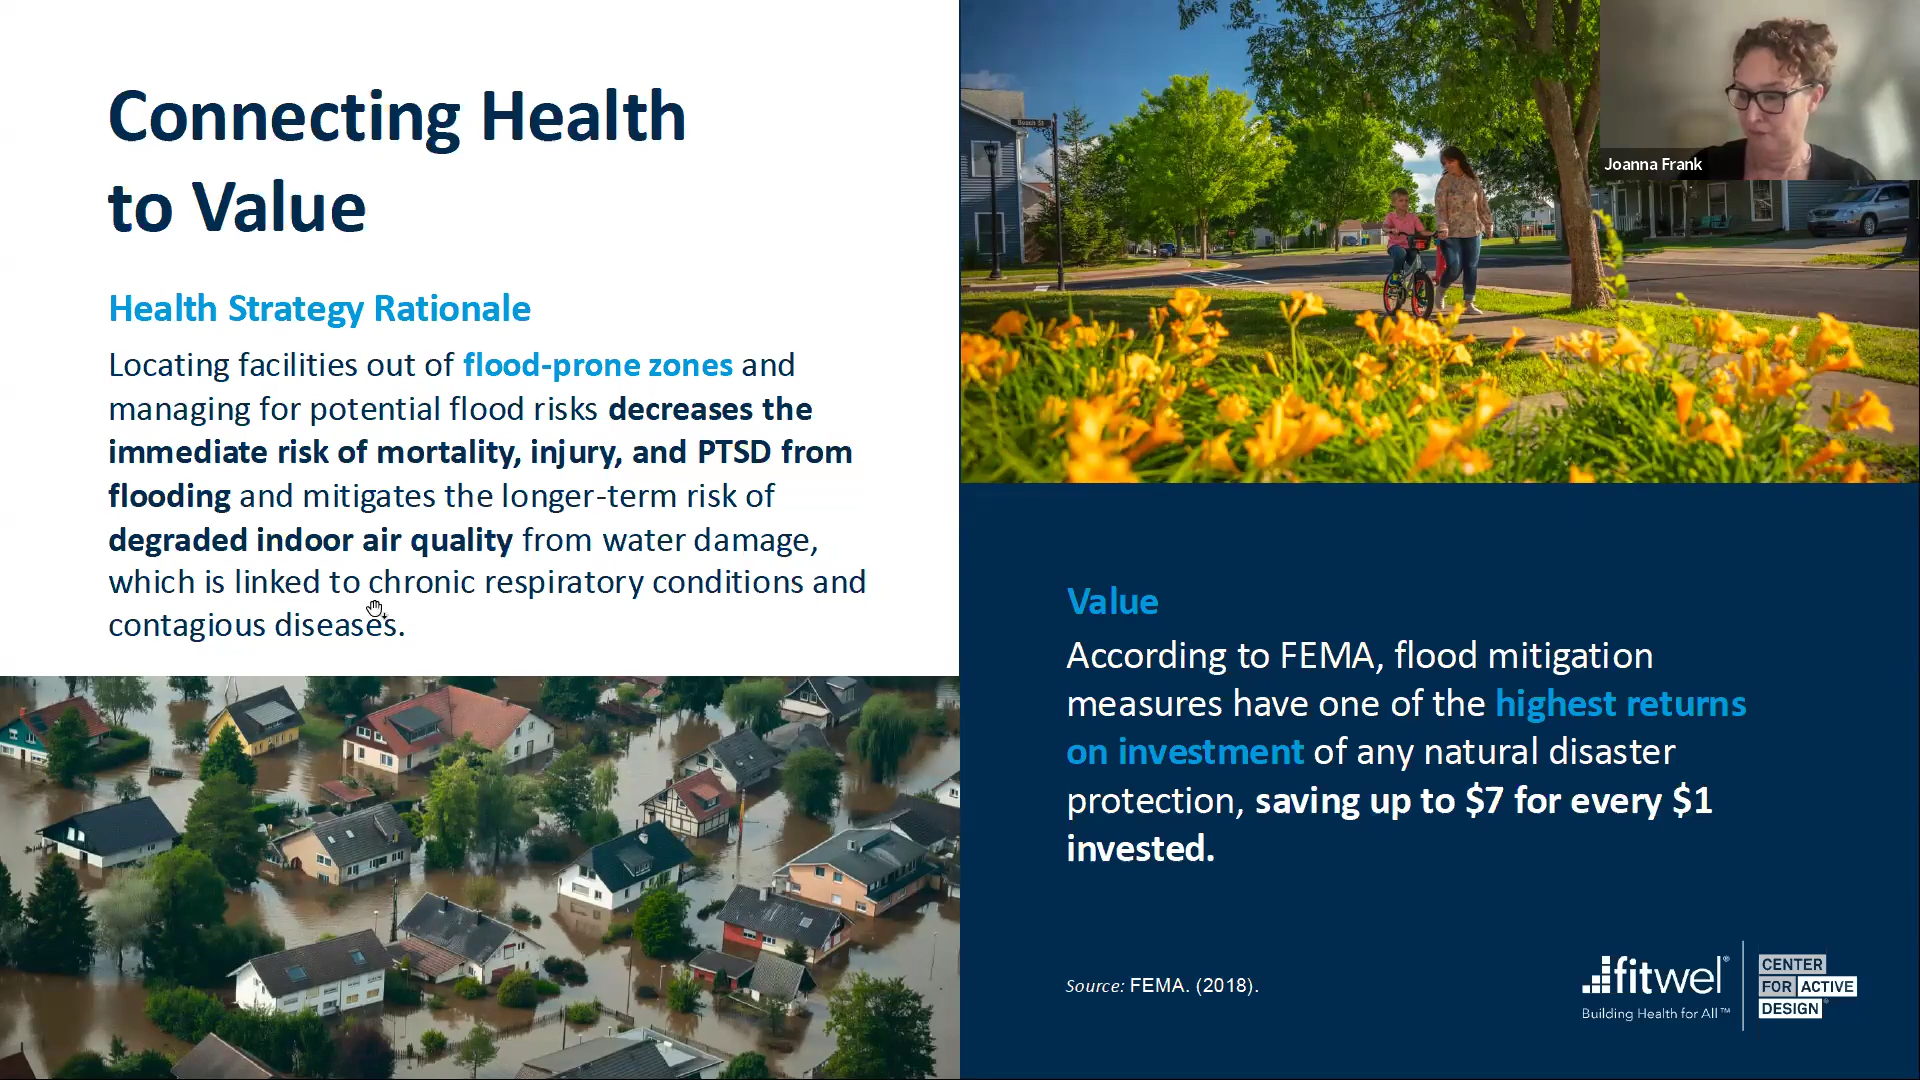 Connecting Health
to Value
Health Strategy Rationale
Locating facilities out of flood-prone zones and
managing for potential flood risks decreases the
immediate risk of mortality, injury, and PTSD from
flooding and mitigates the longer-term risk of
degraded indoor air quality from water damage,
which is linked to chronic respiratory conditions and
contagious diseases.
Beach St
Joanna Frank
Value
According to FEMA, flood mitigation
measures have one of the highest returns
on investment of any natural disaster
protection, saving up to $7 for every $1
invested.
Source: FEMA. (2018).
fitwel®
Building Health for All™
CENTER
FOR ACTIVE
DESIGN